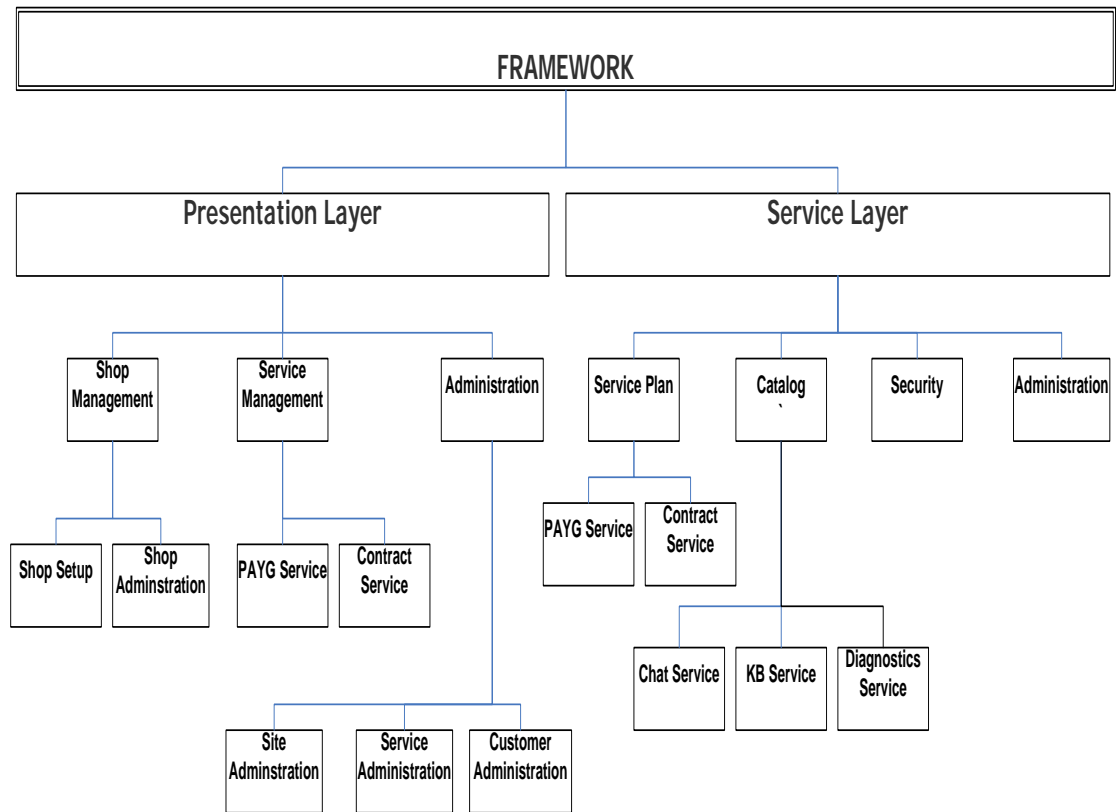 FRAMEWORK
Presentation Layer
Service Layer
Shop
Management
Service
Management
Administration
Service Plan
Catalog
`
Security
Administration
Shop Setup
Shop
Adminstration
PAYG Service
Contract
Service
PAYG Service
Contract
Service
Chat Service
KB Service
Diagnostics
Service
Site
Adminstration
Service
Administration
Customer
Administration